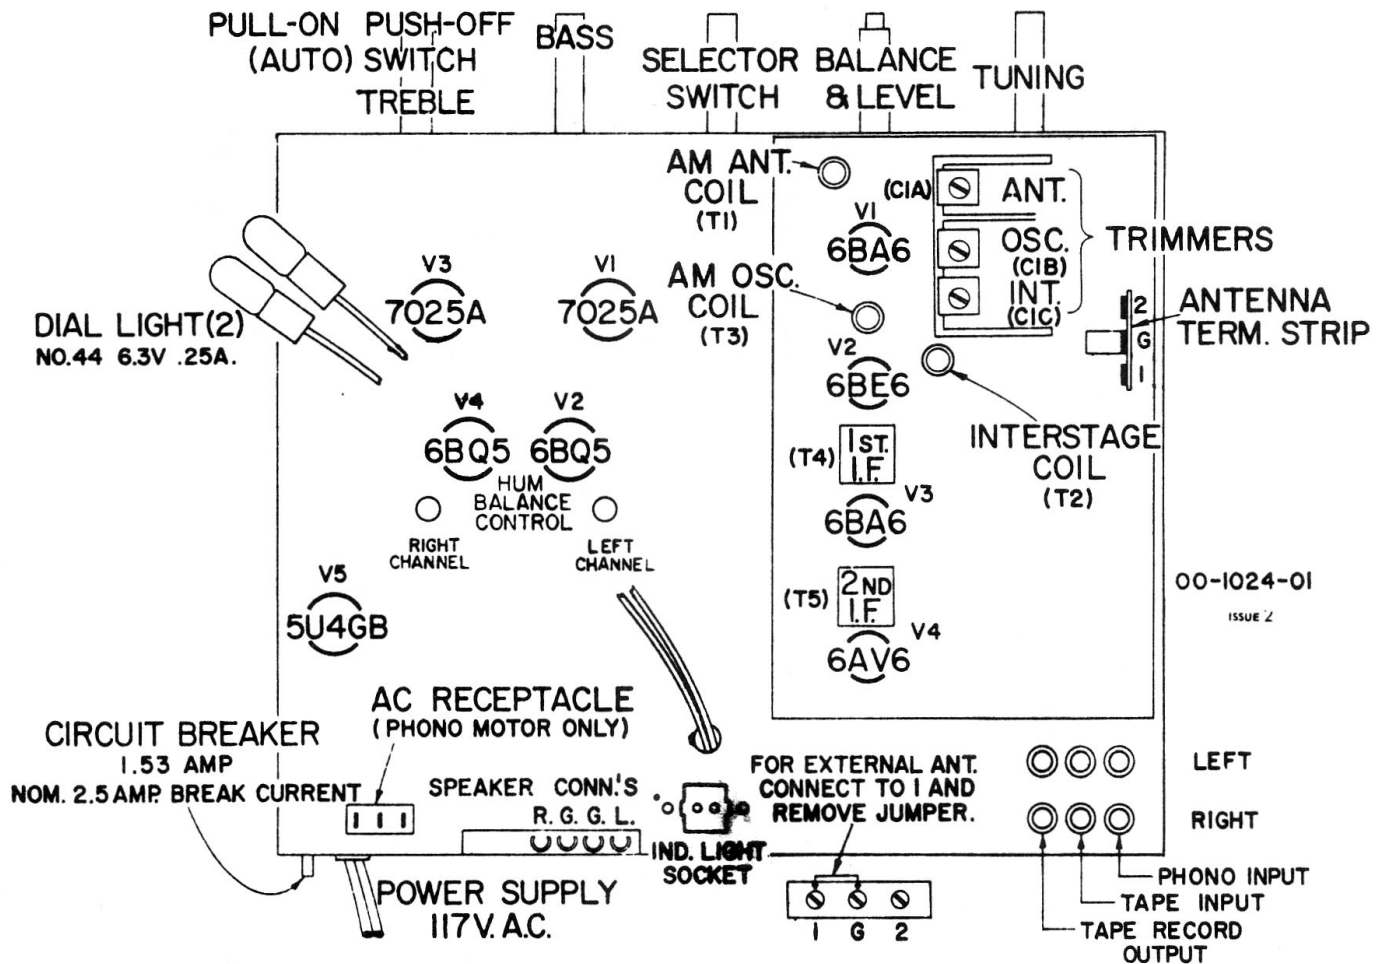 PULL-ON PUSH-OFF
(AUTO) SWITCH
TREBLE
BASS
SELECTOR
SWITCH
BALANCE
& LEVEL
TUNING
AM ANT.
COIL
(T1)
(C1A)
ANT.
V1
6BA6
OSC.
(C1B)
INT.
(C1C)
TRIMMERS
AM OSC.
COIL
(T3)
V3
7025A
V1
7025A
DIAL LIGHT(2)
NO.44 6.3V .25A.
2
G
1
ANTENNA
TERM. STRIP
V2
6BE6
INTERSTAGE
COIL
(T2)
V4
6BQ5
V2
6BQ5
HUM
BALANCE
CONTROL
RIGHT
CHANNEL
LEFT
CHANNEL
(T4)
1ST.
I.F.
V3
6BA6
V5
5U4GB
(T5)
2ND
I.F.
V4
6AV6
00-1024-01
ISSUE 2
AC RECEPTACLE
(PHONO MOTOR ONLY)
CIRCUIT BREAKER
1.53 AMP
NOM. 2.5 AMP. BREAK CURRENT
SPEAKER CONN.'S
R. G. G. L.
IND. LIGHT
SOCKET
FOR EXTERNAL ANT.
CONNECT TO 1 AND
REMOVE JUMPER.
LEFT
RIGHT
POWER SUPPLY
117V. A.C.
1 G 2
PHONO INPUT
TAPE INPUT
TAPE RECORD
OUTPUT